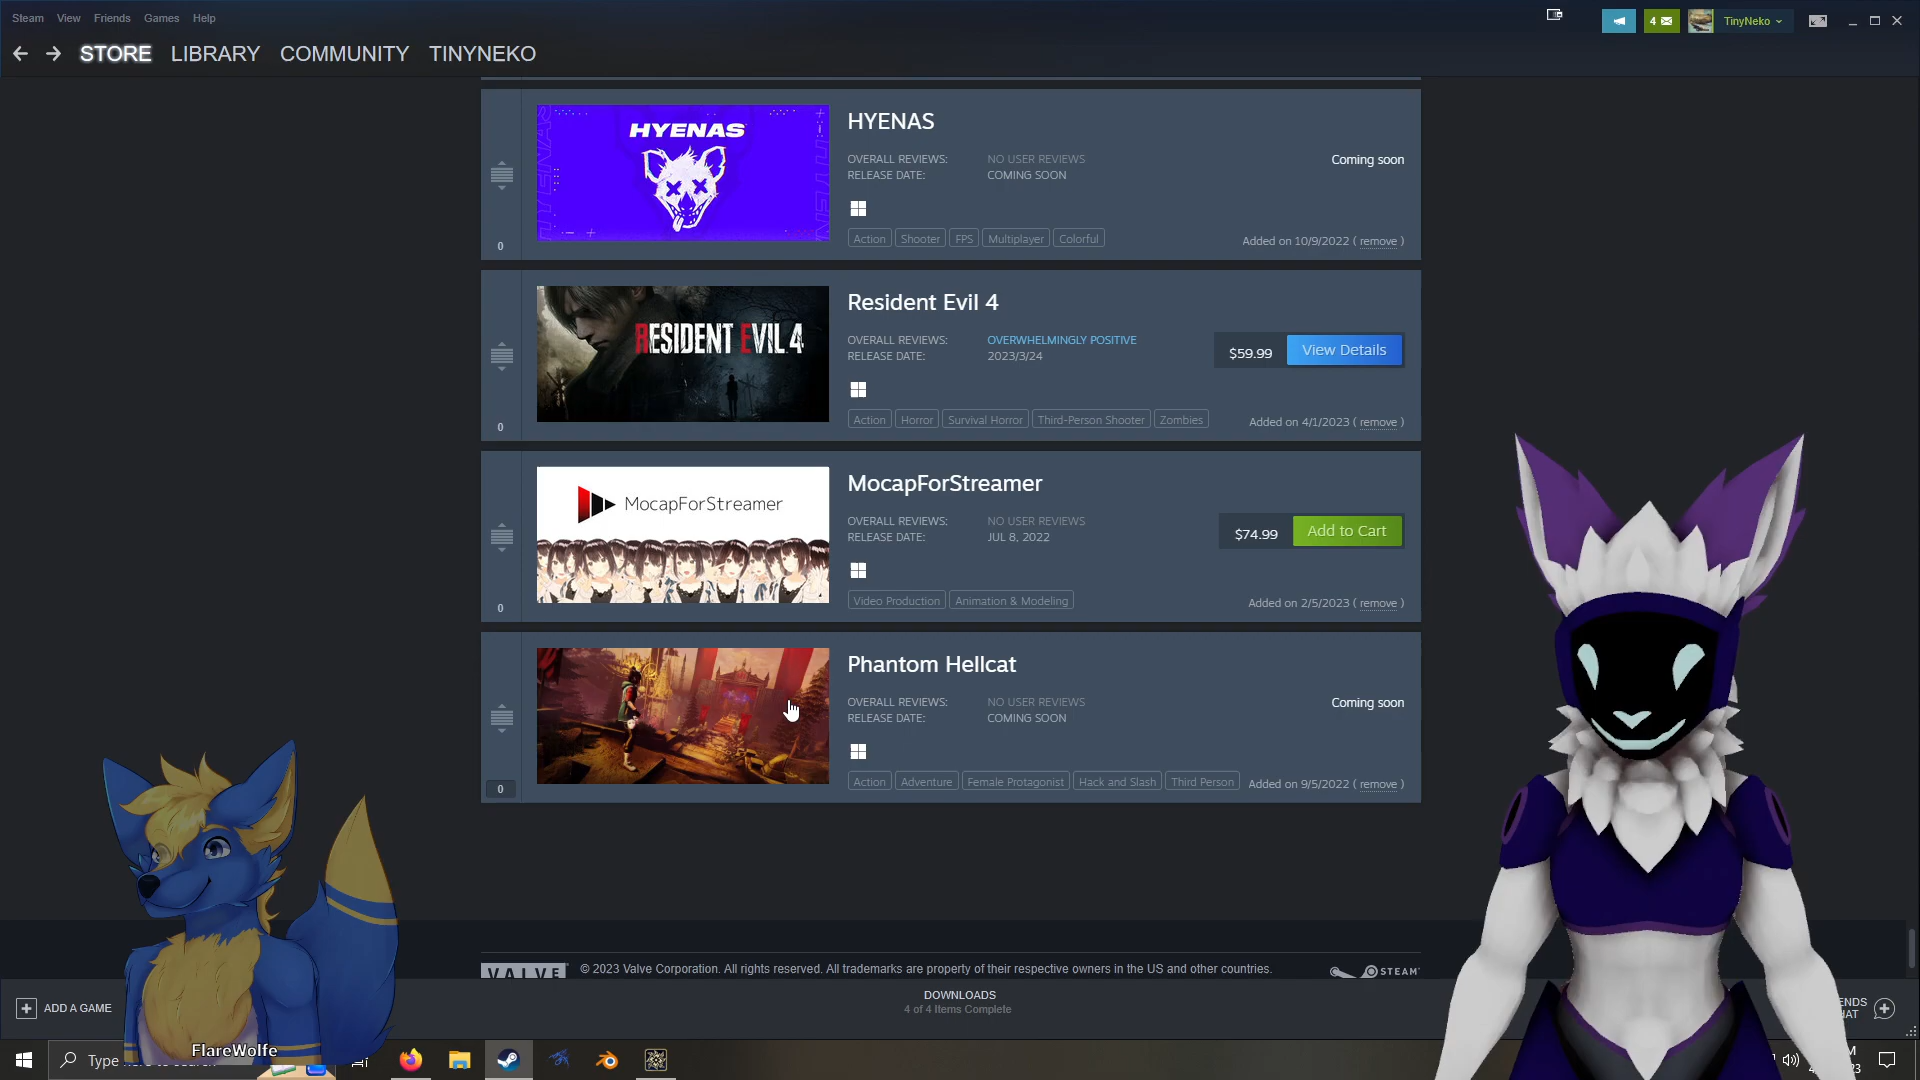 Steam View Friends Games Help
4
TinyNeko
STORE LIBRARY COMMUNITY TINYNEKO
HYENAS
HYENAS
OVERALL REVIEWS: NO USER REVIEWS
RELEASE DATE: COMING SOON
Coming soon
Action Shooter FPS Multiplayer Colorful
Added on 10/9/2022 ( remove )
0
RESIDENT EVIL 4
Resident Evil 4
OVERALL REVIEWS: OVERWHELMINGLY POSITIVE
RELEASE DATE: 2023/3/24
$59.99 View Details
Action Horror Survival Horror Third-Person Shooter Zombies
Added on 4/1/2023 ( remove )
0
MocapForStreamer
MocapForStreamer
OVERALL REVIEWS: NO USER REVIEWS
RELEASE DATE: JUL 8, 2022
$74.99 Add to Cart
Video Production Animation & Modeling
Added on 2/5/2023 ( remove )
0
Phantom Hellcat
OVERALL REVIEWS: NO USER REVIEWS
RELEASE DATE: COMING SOON
Coming soon
Action Adventure Female Protagonist Hack and Slash Third Person
Added on 9/5/2022 ( remove )
0
VALVE © 2023 Valve Corporation. All rights reserved. All trademarks are property of their respective owners in the US and other countries. STEAM
ADD A GAME
DOWNLOADS
4 of 4 Items Complete
FlareWolfe
Type